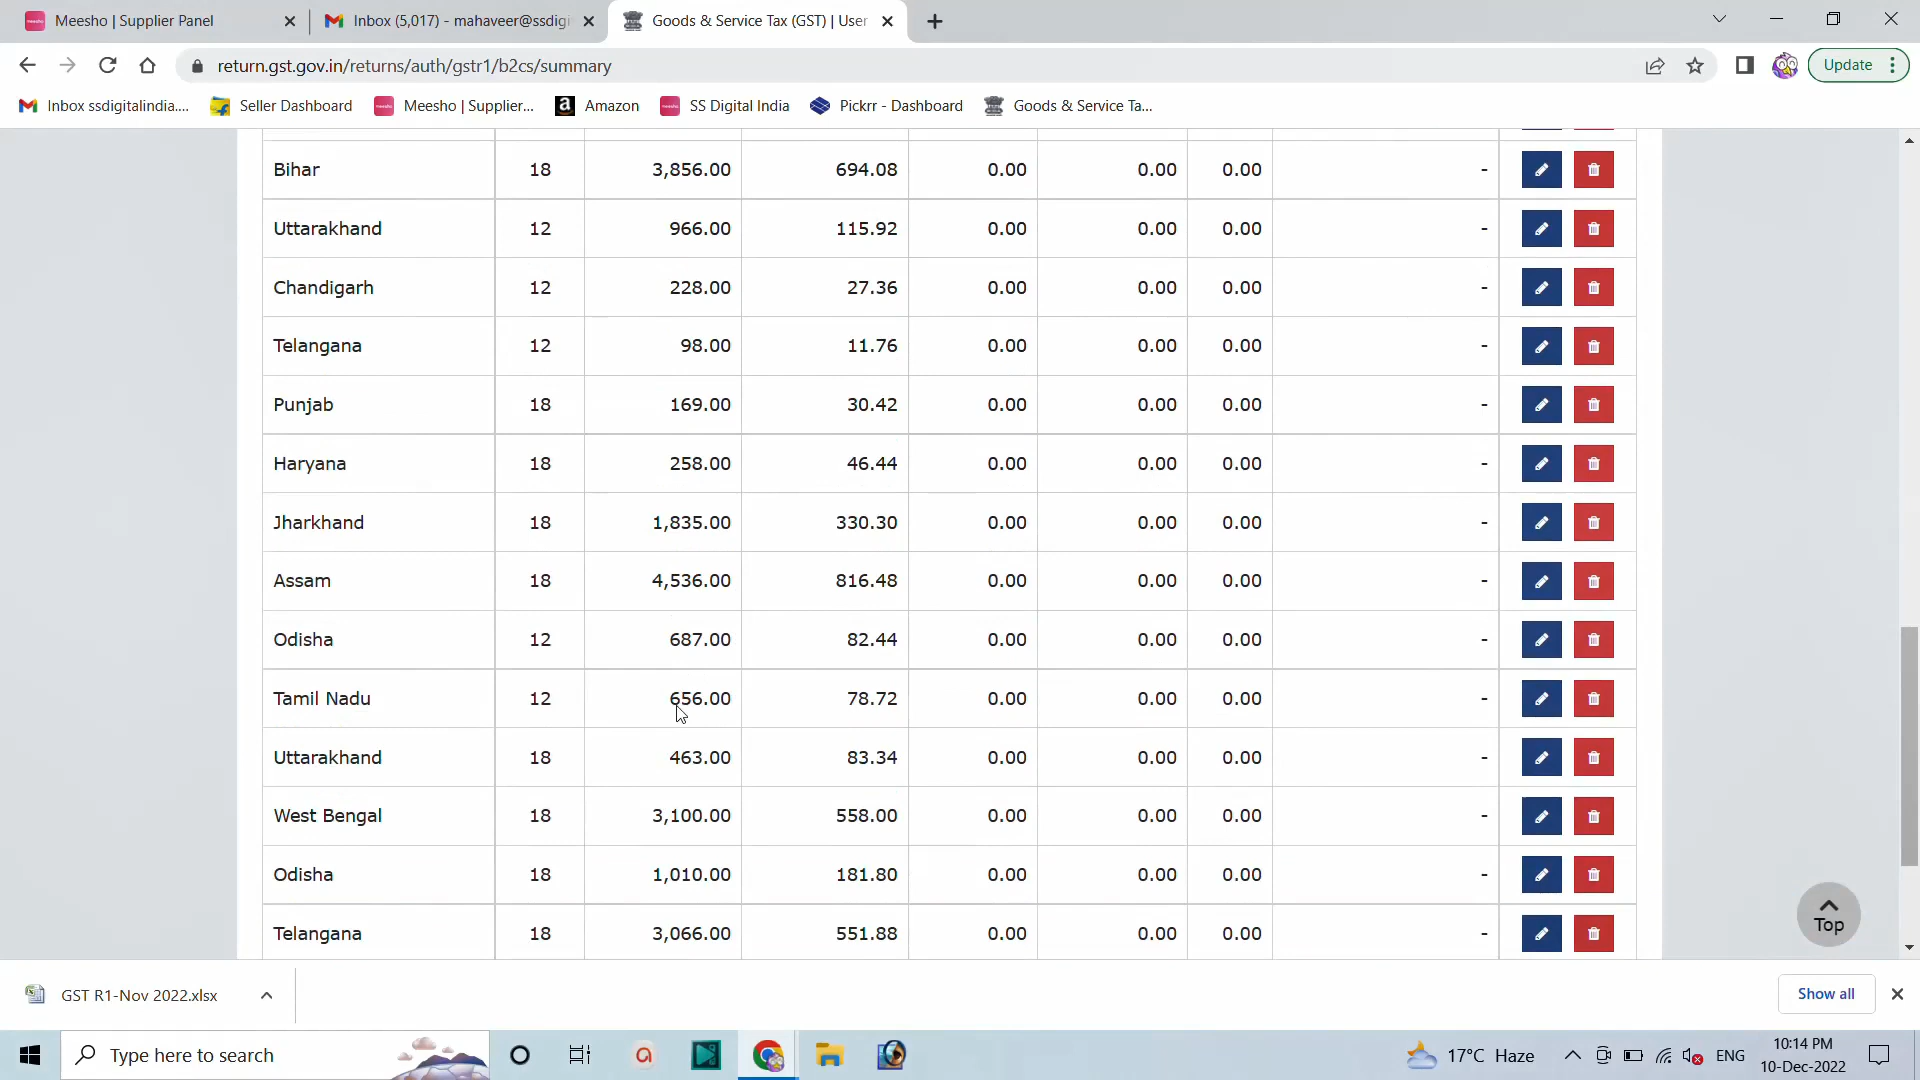 Meesho | Supplier Panel
Inbox (5,017) - mahaveer@ssdigi
Goods & Service Tax (GST) | User
return.gst.gov.in/returns/auth/gstr1/b2cs/summary
Update
Inbox ssdigitalindia....
Seller Dashboard
Meesho | Supplier...
Amazon
SS Digital India
Pickrr - Dashboard
Goods & Service Ta...
Bihar 18 3,856.00 694.08 0.00 0.00 0.00 -
Uttarakhand 12 966.00 115.92 0.00 0.00 0.00 -
Chandigarh 12 228.00 27.36 0.00 0.00 0.00 -
Telangana 12 98.00 11.76 0.00 0.00 0.00 -
Punjab 18 169.00 30.42 0.00 0.00 0.00 -
Haryana 18 258.00 46.44 0.00 0.00 0.00 -
Jharkhand 18 1,835.00 330.30 0.00 0.00 0.00 -
Assam 18 4,536.00 816.48 0.00 0.00 0.00 -
Odisha 12 687.00 82.44 0.00 0.00 0.00 -
Tamil Nadu 12 656.00 78.72 0.00 0.00 0.00 -
Uttarakhand 18 463.00 83.34 0.00 0.00 0.00 -
West Bengal 18 3,100.00 558.00 0.00 0.00 0.00 -
Odisha 18 1,010.00 181.80 0.00 0.00 0.00 -
Telangana 18 3,066.00 551.88 0.00 0.00 0.00 -
Top
GST R1-Nov 2022.xlsx
Show all
Type here to search
17°C Haze
ENG
10:14 PM
10-Dec-2022